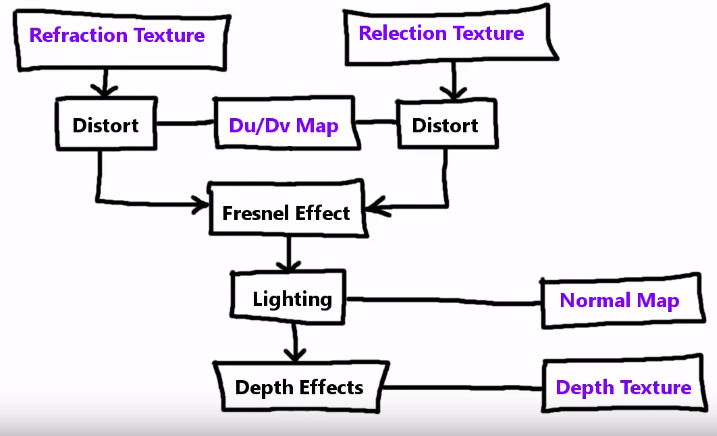 Refraction Texture
Relection Texture
Distort
Du/Dv Map
Distort
Fresnel Effect
Lighting
Normal Map
Depth Effects
Depth Texture